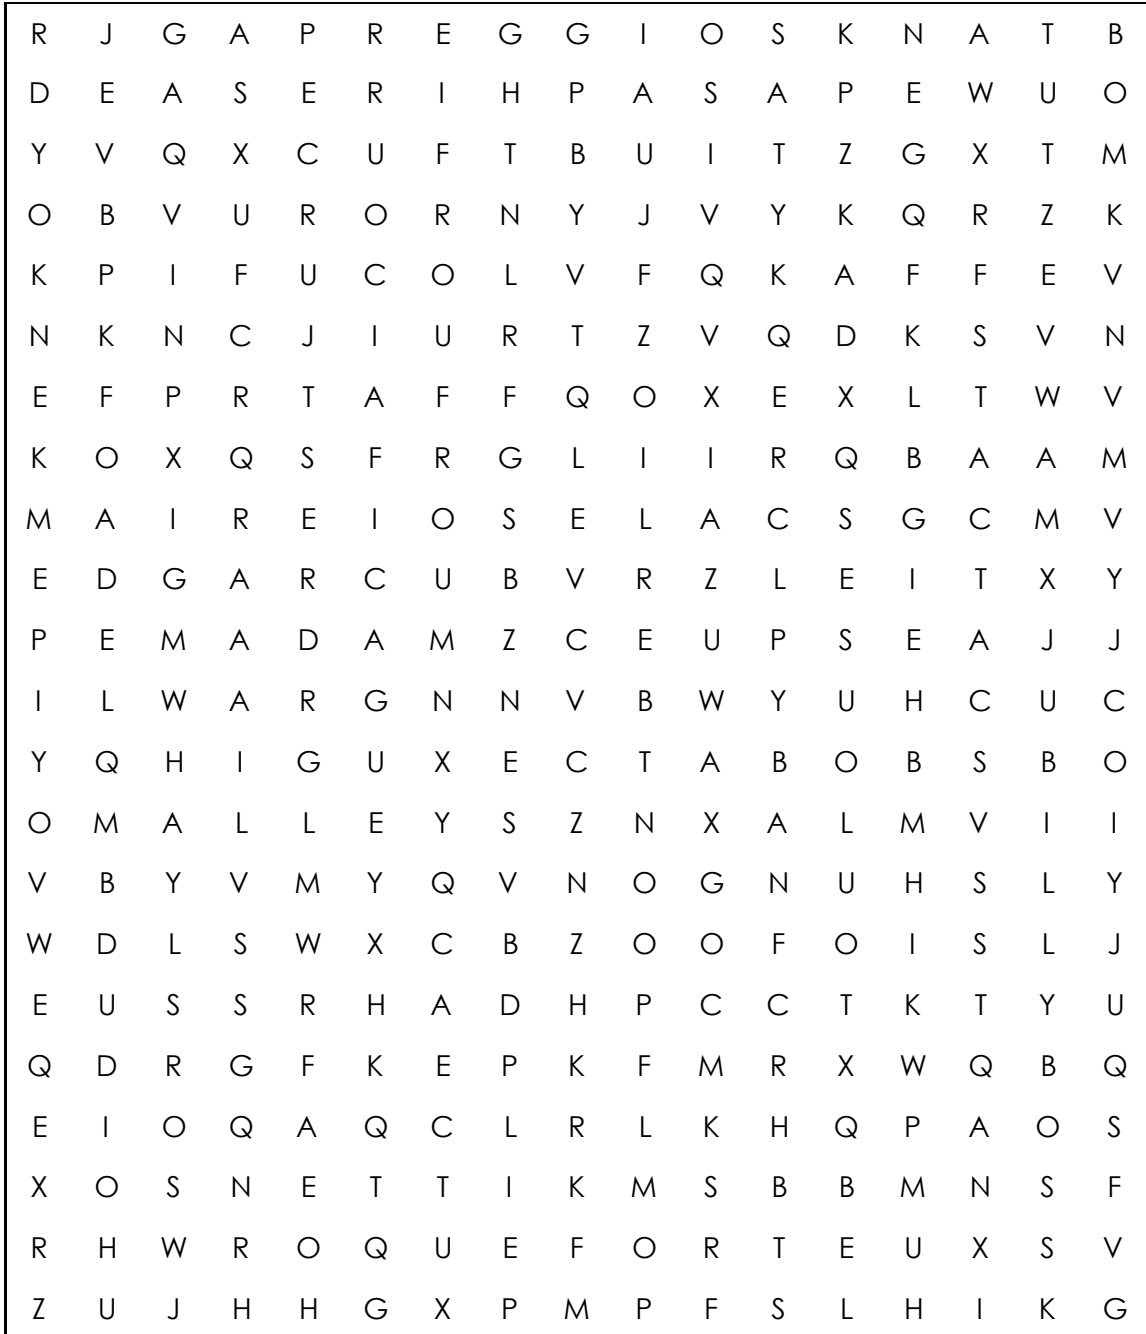 R J G A P R E G G I O S K N A T B
D E A S E R I H P A S A P E W U O
Y V Q X C U F T B U I T Z G X T M
O B V U R O R N Y J V Y K Q R Z K
K P I F U C O L V F Q K A F F E V
N K N C J I U R T Z V Q D K S V N
E F P R T A F F Q O X E X L T W V
K O X Q S F R G L I I R Q B A A M
M A I R E I O S E L A C S G C M V
E D G A R C U B V R Z L E I T X Y
P E M A D A M Z C E U P S E A J J
I L W A R G N N V B W Y U H C U C
Y Q H I G U X E C T A B O B S B O
O M A L L E Y S Z N X A L M V I I
V B Y V M Y Q V N O G N U H S L Y
W D L S W X C B Z O O F O I S L J
E U S S R H A D H P C C T K T Y U
Q D R G F K E P K F M R X W Q B Q
E I O Q A Q C L R L K H Q P A O S
X O S N E T T I K M S B B M N S F
R H W R O Q U E F O R T E U X S V
Z U J H H G X P M P F S L H I K G